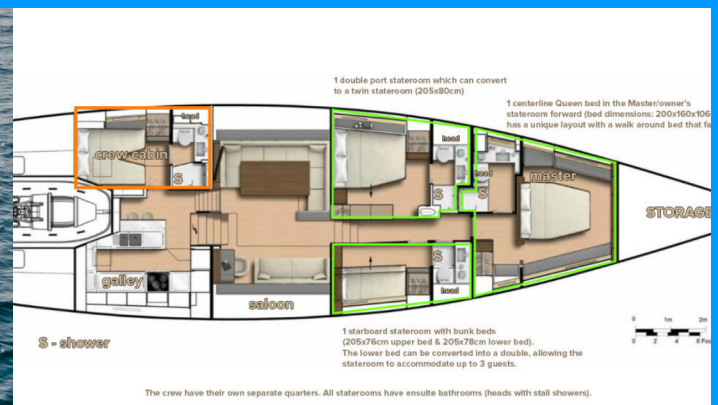 1 double port stateroom which can convert
to a twin stateroom (205x80cm)
1 centerline Queen bed in the Master/owner's
stateroom forward (bed dimensions: 200x160x106
has a unique layout with a walk around bed that fa
head
crew cabin
S
head
S
head
S
master
STORAGE
galley
saloon
S
head
S - shower
0 1m 2m
0 2 4 6 Foo
1 starboard stateroom with bunk beds
(205x76cm upper bed & 205x78cm lower bed).
The lower bed can be converted into a double, allowing the
stateroom to accommodate up to 3 guests.
The crew have their own separate quarters. All staterooms have ensuite bathrooms (heads with stall showers).